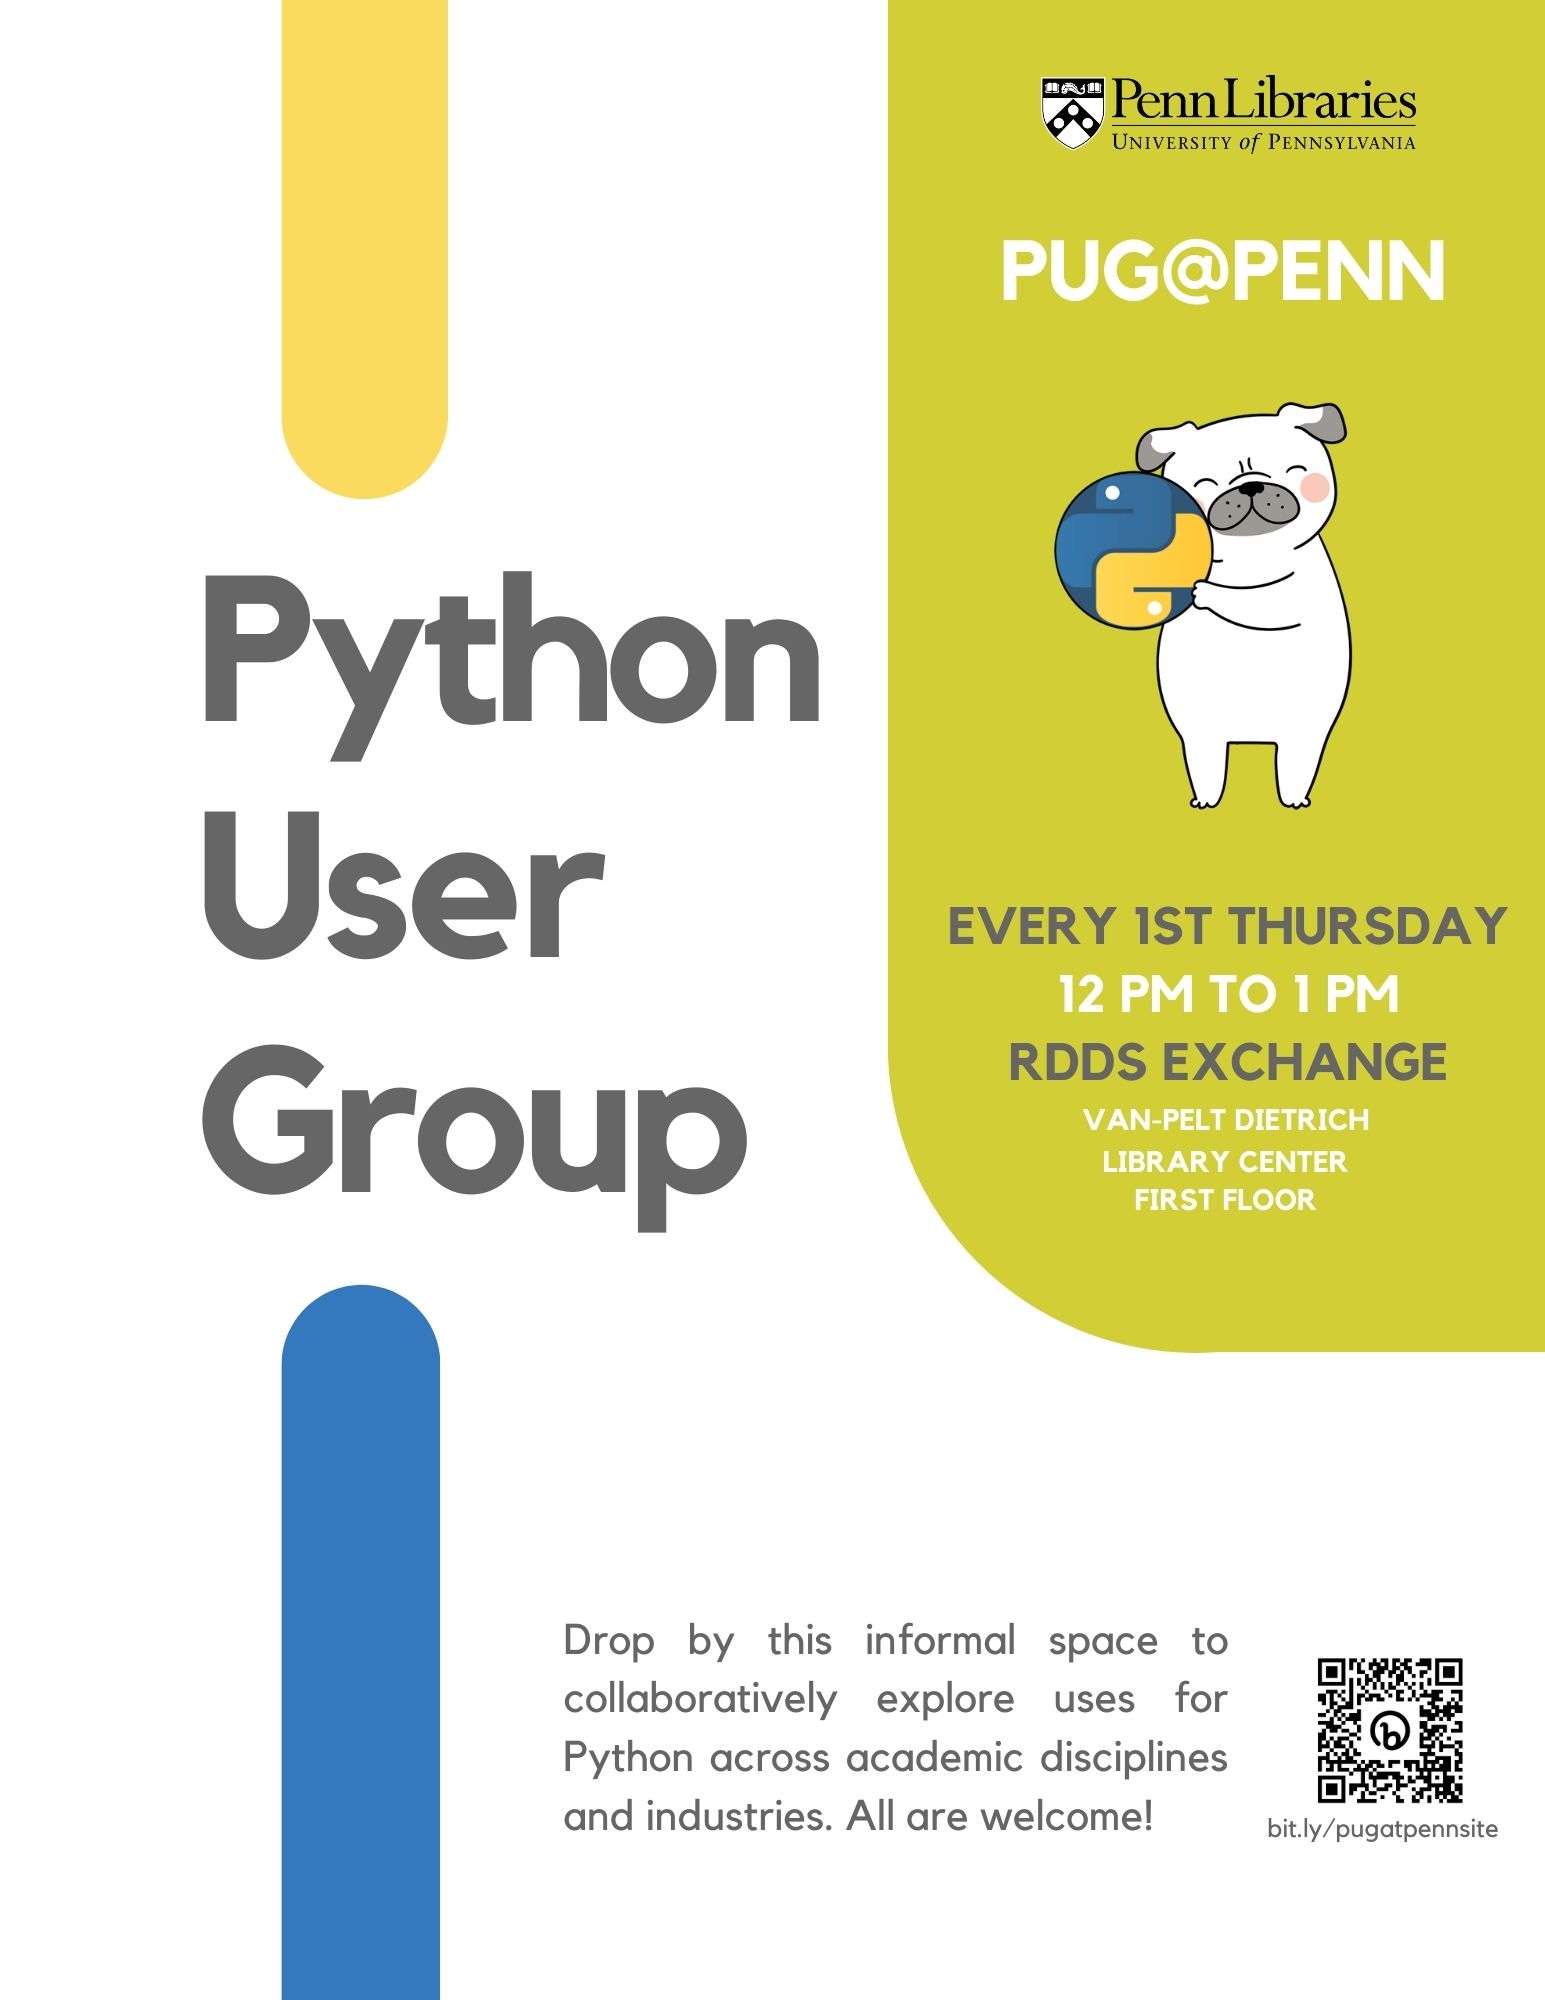 Penn Libraries
University of Pennsylvania
PUG@PENN
Python
User
Group
EVERY 1ST THURSDAY
12 PM TO 1 PM
RDDS EXCHANGE
VAN-PELT DIETRICH
LIBRARY CENTER
FIRST FLOOR
Drop by this informal space to
collaboratively explore uses for
Python across academic disciplines
and industries. All are welcome!
bit.ly/pugatpennsite